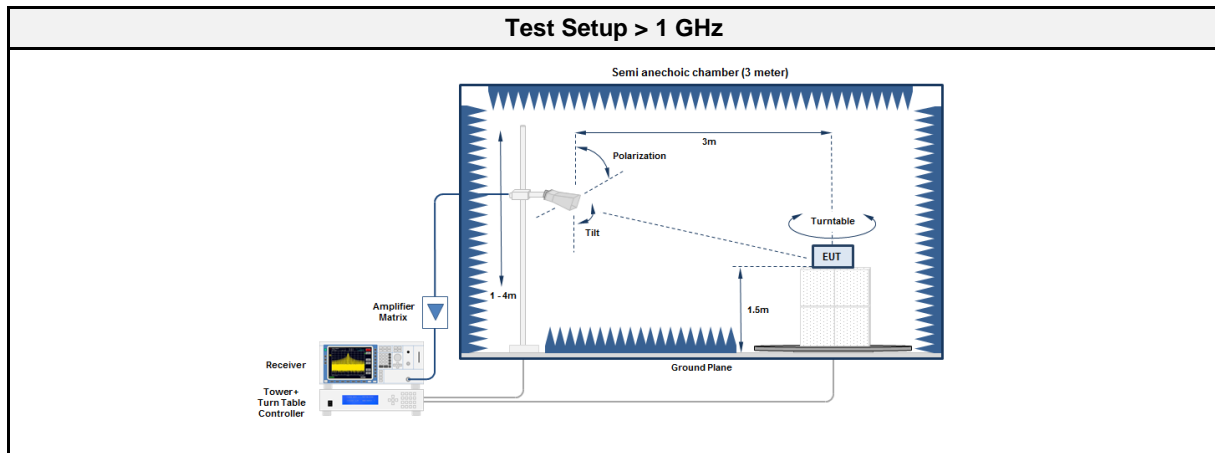 Test Setup > 1 GHz
Semi anechoic chamber (3 meter)
3m
Polarization
Tilt
Turntable
EUT
1 - 4m
1.5m
Amplifier
Matrix
Ground Plane
Receiver
Tower+
Turn Table
Controller